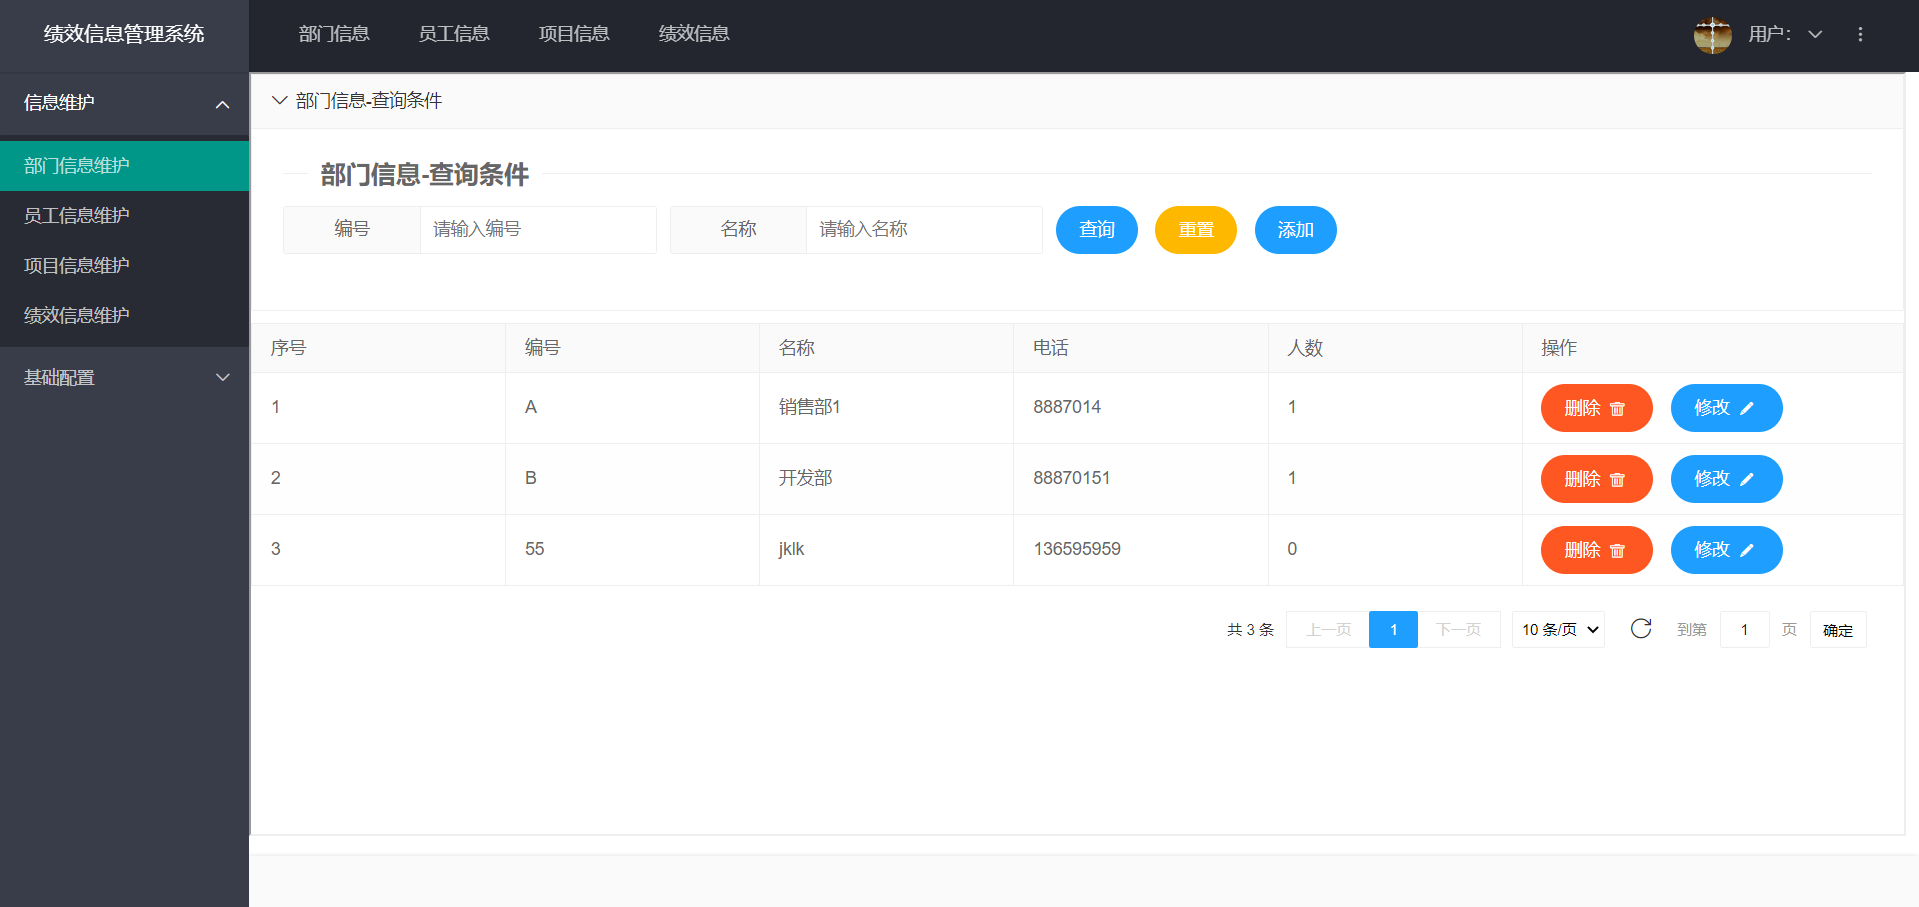 绩效信息管理系统 部门信息 员工信息 项目信息 绩效信息 用户：
信息维护
部门信息维护
员工信息维护
项目信息维护
绩效信息维护
基础配置
部门信息-查询条件
部门信息-查询条件
编号 请输入编号 名称 请输入名称 查询 重置 添加
序号 编号 名称 电话 人数 操作
1 A 销售部1 8887014 1 删除 修改
2 B 开发部 88870151 1 删除 修改
3 55 jklk 136595959 0 删除 修改
共 3 条 上一页 1 下一页 10 条/页 到第 1 页 确定